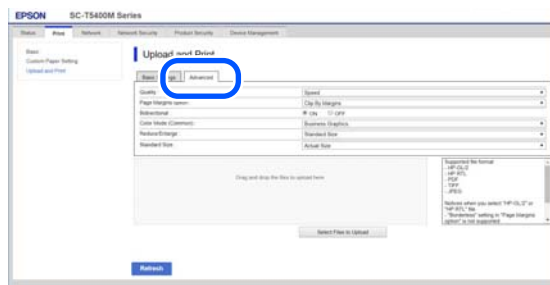 EPSON SC-T5400M Series
Status Print Network Network Security Product Security Device Management
Basic
Custom Paper Setting
Upload and Print
Upload and Print
Basic Advanced
Quality : Speed
Page Margins option : Clip By Margins
Bidirectional : ON OFF
Color Mode (Common) : Business Graphics
Reduce/Enlarge : Standard Size
Standard Size : Actual Size
Drag and drop the files to upload here
Supported file format
- HP-GL/2
- HP RTL
- PDF
- TIFF
- JPEG
Notices when you select "HP-GL/2" or
"HP-RTL" file
- "Borderless" setting in "Page Margins
option" is not supported
Select Files to Upload
Refresh